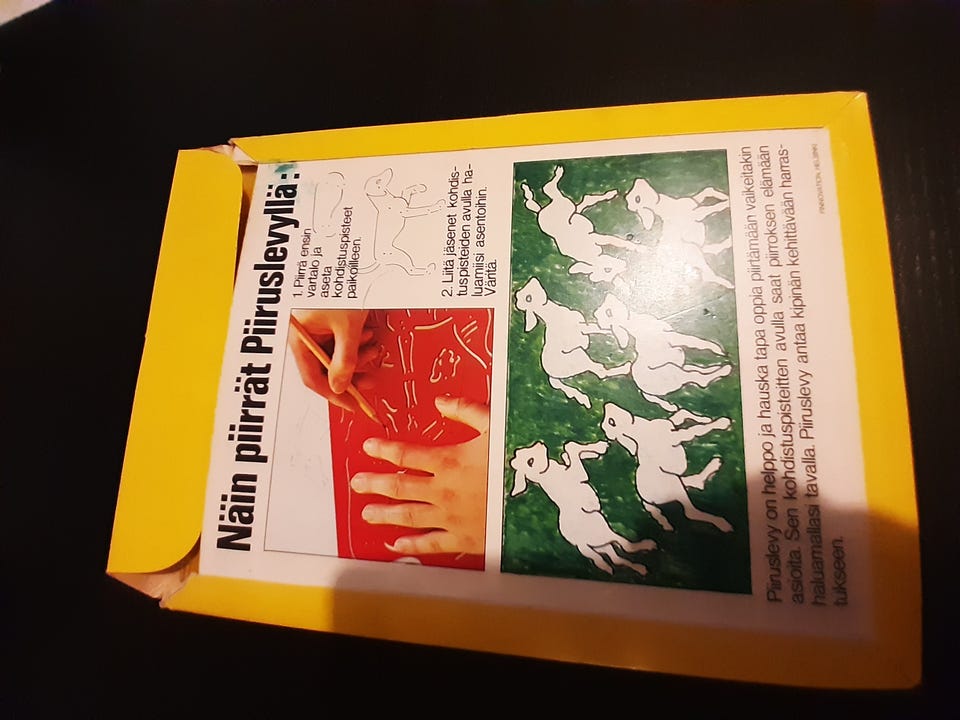 Näin piirrät Piiruslevyllä:
1. Piirrä ensin
vartalo ja
aseta
kohdistuspisteet
paikoilleen.
2. Liitä jäsenet kohdis-
tuspisteiden avulla ha-
luamiisi asentoihin.
Väritä.
Piiruslevy on helppo ja hauska tapa oppia piirtämään vaikeitakin
asioita. Sen kohdistuspisteitten avulla saat piirroksen elämään
haluamallasi tavalla. Piiruslevy antaa kipinän kehittävään harras-
tukseen.
FINNOVATION, HELSINKI